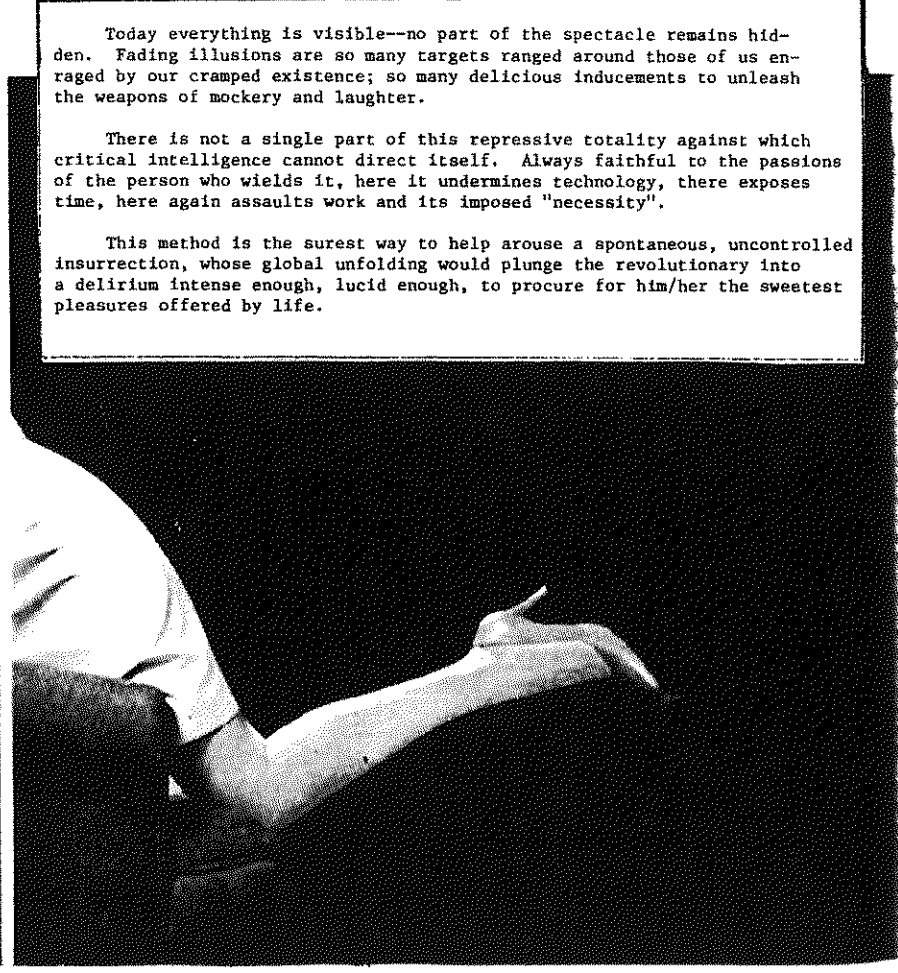 Today everything is visible--no part of the spectacle remains hid-
den. Fading illusions are so many targets ranged around those of us en-
raged by our cramped existence; so many delicious inducements to unleash
the weapons of mockery and laughter.
There is not a single part of this repressive totality against which
critical intelligence cannot direct itself. Always faithful to the passions
of the person who wields it, here it undermines technology, there exposes
time, here again assaults work and its imposed "necessity".
This method is the surest way to help arouse a spontaneous, uncontrolled
insurrection, whose global unfolding would plunge the revolutionary into
a delirium intense enough, lucid enough, to procure for him/her the sweetest
pleasures offered by life.